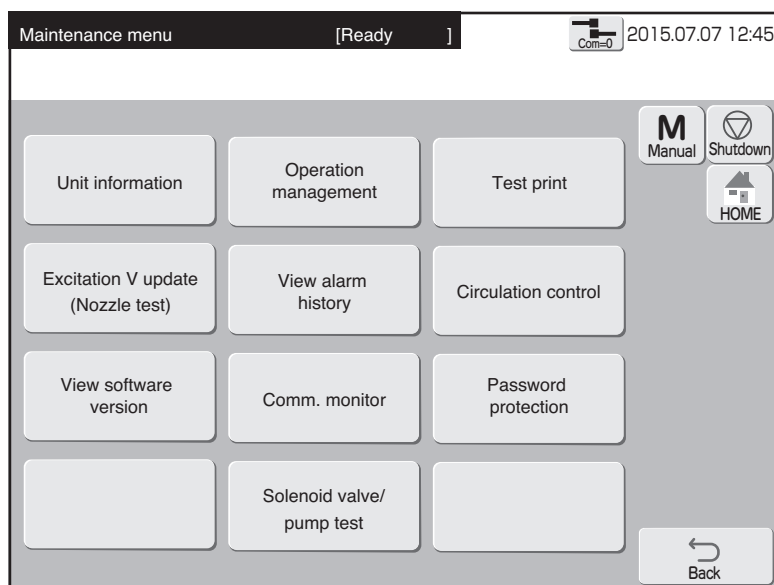 Maintenance menu [Ready ] Com=0 2015.07.07 12:45
M
Manual
Shutdown
HOME
Unit information
Operation
management
Test print
Excitation V update
(Nozzle test)
View alarm
history
Circulation control
View software
version
Comm. monitor
Password
protection
Solenoid valve/
pump test
Back